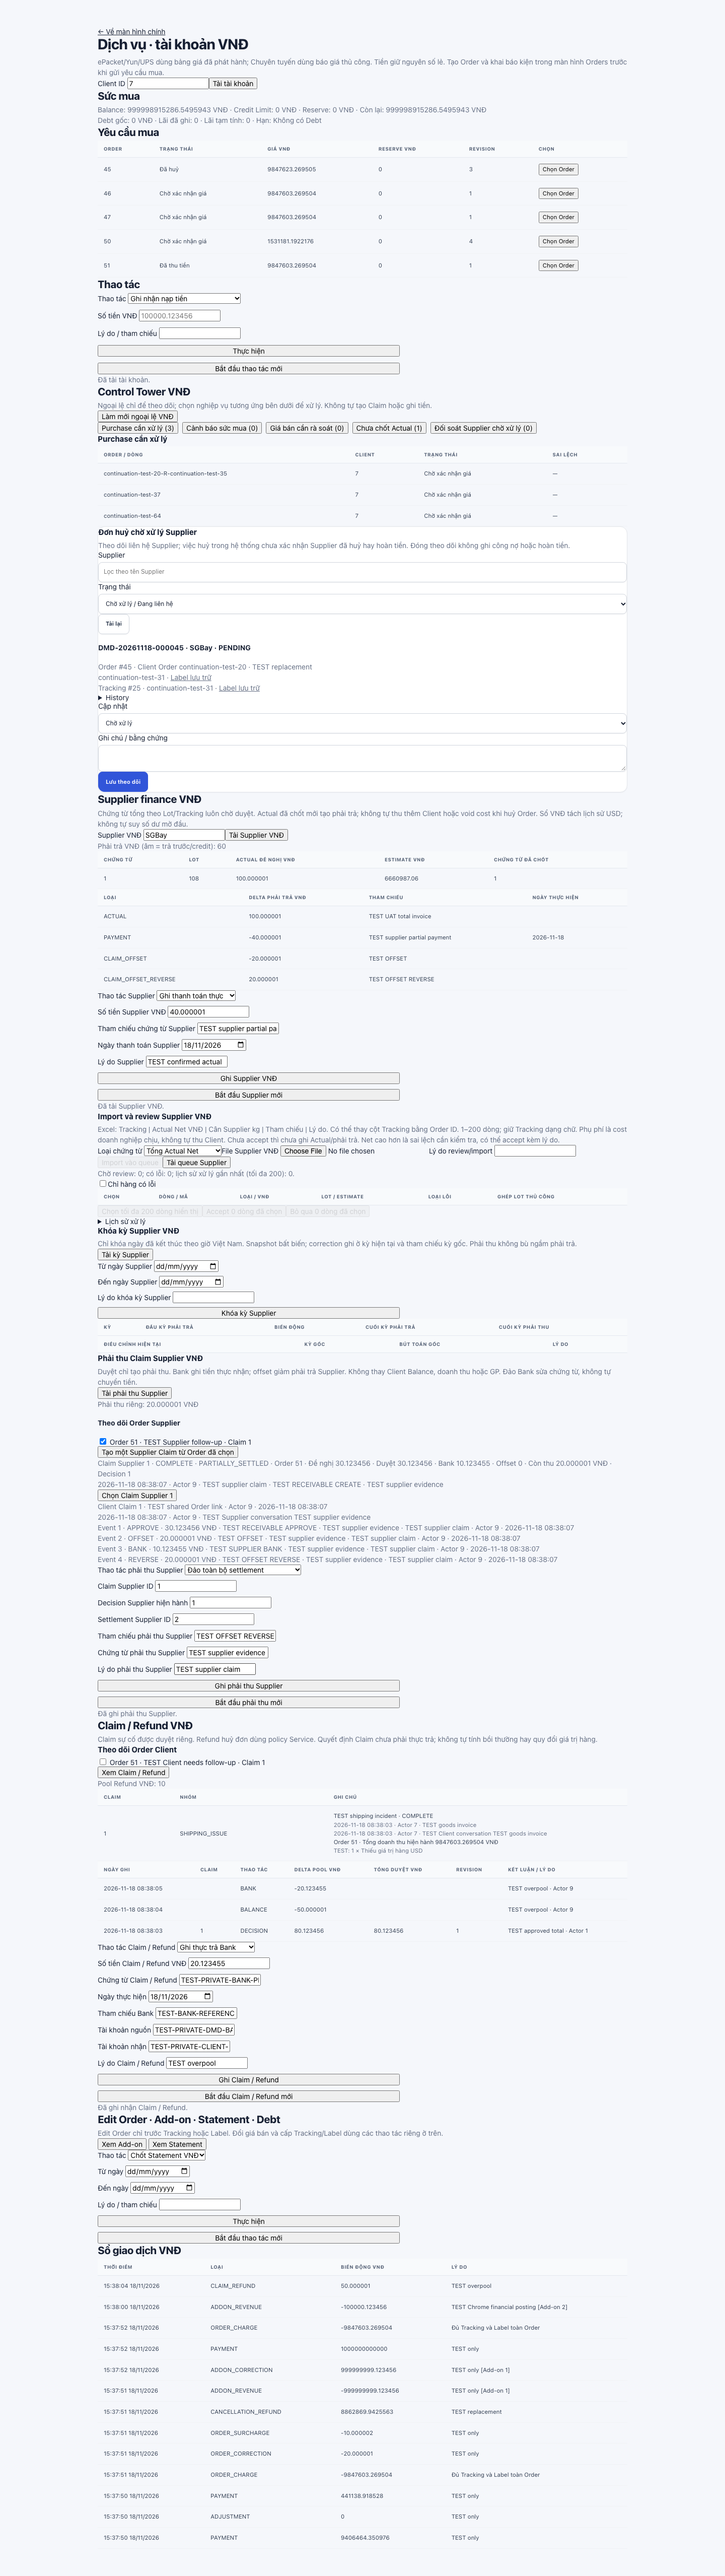 ← Về màn hình chính
Dịch vụ · tài khoản VNĐ
ePacket/Yun/UPS dùng bảng giá đã phát hành; Chuyên tuyến dùng báo giá thủ công. Tiền giữ nguyên số lẻ. Tạo Order và khai báo kiện trong màn hình Orders trước
khi gửi yêu cầu mua.
Client ID 7 Tải tài khoản
Sức mua
Balance: 999998915286.5495943 VNĐ · Credit Limit: 0 VNĐ · Reserve: 0 VNĐ · Còn lại: 999998915286.5495943 VNĐ
Debt gốc: 0 VNĐ · Lãi đã ghi: 0 · Lãi tạm tính: 0 · Hạn: Không có Debt
Yêu cầu mua
ORDER TRẠNG THÁI GIÁ VNĐ RESERVE VNĐ REVISION CHỌN
45 Đã huỷ 9847623.269505 0 3 Chọn Order
46 Chờ xác nhận giá 9847603.269504 0 1 Chọn Order
47 Chờ xác nhận giá 9847603.269504 0 1 Chọn Order
50 Chờ xác nhận giá 1531181.1922176 0 4 Chọn Order
51 Đã thu tiền 9847603.269504 0 1 Chọn Order
Thao tác
Thao tác Ghi nhận nạp tiền
Số tiền VNĐ 100000.123456
Lý do / tham chiếu
Thực hiện
Bắt đầu thao tác mới
Đã tải tài khoản.
Control Tower VNĐ
Ngoại lệ chỉ để theo dõi; chọn nghiệp vụ tương ứng bên dưới để xử lý. Không tự tạo Claim hoặc ghi tiền.
Làm mới ngoại lệ VNĐ
Purchase cần xử lý (3) Cảnh báo sức mua (0) Giá bán cần rà soát (0) Chưa chốt Actual (1) Đối soát Supplier chờ xử lý (0)
Purchase cần xử lý
ORDER / DÒNG CLIENT TRẠNG THÁI SAI LỆCH
continuation-test-20-R-continuation-test-35 7 Chờ xác nhận giá —
continuation-test-37 7 Chờ xác nhận giá —
continuation-test-64 7 Chờ xác nhận giá —
Đơn huỷ chờ xử lý Supplier
Theo dõi liên hệ Supplier; việc huỷ trong hệ thống chưa xác nhận Supplier đã huỷ hay hoàn tiền. Đóng theo dõi không ghi công nợ hoặc hoàn tiền.
Supplier
Lọc theo tên Supplier
Trạng thái
Chờ xử lý / Đang liên hệ
Tải lại
DMD-20261118-000045 · SGBay · PENDING
Order #45 · Client Order continuation-test-20 · TEST replacement
continuation-test-31 · Label lưu trữ
Tracking #25 · continuation-test-31 · Label lưu trữ
▶ History
Cập nhật
Chờ xử lý
Ghi chú / bằng chứng
Lưu theo dõi
Supplier finance VNĐ
Chứng từ tổng theo Lot/Tracking luôn chờ duyệt. Actual đã chốt mới tạo phải trả; không tự thu thêm Client hoặc void cost khi huỷ Order. Sổ VNĐ tách lịch sử USD;
không tự suy số dư mở đầu.
Supplier VNĐ SGBay Tải Supplier VNĐ
Phải trả VNĐ (âm = trả trước/credit): 60
CHỨNG TỪ LOT ACTUAL ĐỀ NGHỊ VNĐ ESTIMATE VNĐ CHỨNG TỪ ĐÃ CHỐT
1 108 100.000001 6660987.06 1
LOẠI DELTA PHẢI TRẢ VNĐ THAM CHIẾU NGÀY THỰC HIỆN
ACTUAL 100.000001 TEST UAT total invoice
PAYMENT -40.000001 TEST supplier partial payment 2026-11-18
CLAIM_OFFSET -20.000001 TEST OFFSET
CLAIM_OFFSET_REVERSE 20.000001 TEST OFFSET REVERSE
Thao tác Supplier Ghi thanh toán thực
Số tiền Supplier VNĐ 40.000001
Tham chiếu chứng từ Supplier TEST supplier partial pa
Ngày thanh toán Supplier 18/11/2026
Lý do Supplier TEST confirmed actual
Ghi Supplier VNĐ
Bắt đầu Supplier mới
Đã tải Supplier VNĐ.
Import và review Supplier VNĐ
Excel: Tracking | Actual Net VNĐ | Cân Supplier kg | Tham chiếu | Lý do. Có thể thay cột Tracking bằng Order ID. 1–200 dòng; giữ Tracking dạng chữ. Phụ phí là cost
doanh nghiệp chịu, không tự thu Client. Chưa accept thì chưa ghi Actual/phải trả. Net cao hơn là sai lệch cần kiểm tra, có thể accept kèm lý do.
Loại chứng từ Tổng Actual Net File Supplier VNĐ Choose File No file chosen Lý do review/import
Import vào queue Tải queue Supplier
Chờ review: 0; có lỗi: 0; lịch sử xử lý gần nhất (tối đa 200): 0.
Chỉ hàng có lỗi
CHỌN DÒNG / MÃ LOẠI / VNĐ LOT / ESTIMATE LOẠI LỖI GHÉP LOT THỦ CÔNG
Chọn tối đa 200 dòng hiển thị Accept 0 dòng đã chọn Bỏ qua 0 dòng đã chọn
▶ Lịch sử xử lý
Khóa kỳ Supplier VNĐ
Chỉ khóa ngày đã kết thúc theo giờ Việt Nam. Snapshot bất biến; correction ghi ở kỳ hiện tại và tham chiếu kỳ gốc. Phải thu không bù ngầm phải trả.
Tải kỳ Supplier
Từ ngày Supplier dd/mm/yyyy
Đến ngày Supplier dd/mm/yyyy
Lý do khóa kỳ Supplier
Khóa kỳ Supplier
KỲ ĐẦU KỲ PHẢI TRẢ BIẾN ĐỘNG CUỐI KỲ PHẢI TRẢ CUỐI KỲ PHẢI THU
ĐIỀU CHỈNH HIỆN TẠI KỲ GỐC BÚT TOÁN GỐC LÝ DO
Phải thu Claim Supplier VNĐ
Duyệt chỉ tạo phải thu. Bank ghi tiền thực nhận; offset giảm phải trả Supplier. Không thay Client Balance, doanh thu hoặc GP. Đảo Bank sửa chứng từ, không tự
chuyển tiền.
Tải phải thu Supplier
Phải thu riêng: 20.000001 VNĐ
Theo dõi Order Supplier
Order 51 · TEST Supplier follow-up · Claim 1
Tạo một Supplier Claim từ Order đã chọn
Claim Supplier 1 · COMPLETE · PARTIALLY_SETTLED · Order 51 · Đề nghị 30.123456 · Duyệt 30.123456 · Bank 10.123455 · Offset 0 · Còn thu 20.000001 VNĐ ·
Decision 1
2026-11-18 08:38:07 · Actor 9 · TEST supplier claim · TEST RECEIVABLE CREATE · TEST supplier evidence
Chọn Claim Supplier 1
Client Claim 1 · TEST shared Order link · Actor 9 · 2026-11-18 08:38:07
2026-11-18 08:38:07 · Actor 9 · TEST Supplier conversation TEST supplier evidence
Event 1 · APPROVE · 30.123456 VNĐ · TEST RECEIVABLE APPROVE · TEST supplier evidence · TEST supplier claim · Actor 9 · 2026-11-18 08:38:07
Event 2 · OFFSET · 20.000001 VNĐ · TEST OFFSET · TEST supplier evidence · TEST supplier claim · Actor 9 · 2026-11-18 08:38:07
Event 3 · BANK · 10.123455 VNĐ · TEST SUPPLIER BANK · TEST supplier evidence · TEST supplier claim · Actor 9 · 2026-11-18 08:38:07
Event 4 · REVERSE · 20.000001 VNĐ · TEST OFFSET REVERSE · TEST supplier evidence · TEST supplier claim · Actor 9 · 2026-11-18 08:38:07
Thao tác phải thu Supplier Đảo toàn bộ settlement
Claim Supplier ID 1
Decision Supplier hiện hành 1
Settlement Supplier ID 2
Tham chiếu phải thu Supplier TEST OFFSET REVERSE
Chứng từ phải thu Supplier TEST supplier evidence
Lý do phải thu Supplier TEST supplier claim
Ghi phải thu Supplier
Bắt đầu phải thu mới
Đã ghi phải thu Supplier.
Claim / Refund VNĐ
Claim sự cố được duyệt riêng. Refund huỷ đơn dùng policy Service. Quyết định Claim chưa phải trả; không tự tính bồi thường hay quy đổi giá trị hàng.
Theo dõi Order Client
Order 51 · TEST Client needs follow-up · Claim 1
Xem Claim / Refund
Pool Refund VNĐ: 10
CLAIM NHÓM GHI CHÚ
TEST shipping incident · COMPLETE
2026-11-18 08:38:03 · Actor 7 · TEST goods invoice
1 SHIPPING_ISSUE 2026-11-18 08:38:03 · Actor 7 · TEST Client conversation TEST goods invoice
Order 51 · Tổng doanh thu hiện hành 9847603.269504 VNĐ
TEST: 1 × Thiếu giá trị hàng USD
NGÀY GHI CLAIM THAO TÁC DELTA POOL VNĐ TỔNG DUYỆT VNĐ REVISION KẾT LUẬN / LÝ DO
2026-11-18 08:38:05 BANK -20.123455 TEST overpool · Actor 9
2026-11-18 08:38:04 BALANCE -50.000001 TEST overpool · Actor 9
2026-11-18 08:38:03 1 DECISION 80.123456 80.123456 1 TEST approved total · Actor 1
Thao tác Claim / Refund Ghi thực trả Bank
Số tiền Claim / Refund VNĐ 20.123455
Chứng từ Claim / Refund TEST-PRIVATE-BANK-P
Ngày thực hiện 18/11/2026
Tham chiếu Bank TEST-BANK-REFERENC
Tài khoản nguồn TEST-PRIVATE-DMD-BA
Tài khoản nhận TEST-PRIVATE-CLIENT-
Lý do Claim / Refund TEST overpool
Ghi Claim / Refund
Bắt đầu Claim / Refund mới
Đã ghi nhận Claim / Refund.
Edit Order · Add-on · Statement · Debt
Edit Order chỉ trước Tracking hoặc Label. Đổi giá bán và cấp Tracking/Label dùng các thao tác riêng ở trên.
Xem Add-on Xem Statement
Thao tác Chốt Statement VNĐ
Từ ngày dd/mm/yyyy
Đến ngày dd/mm/yyyy
Lý do / tham chiếu
Thực hiện
Bắt đầu thao tác mới
Sổ giao dịch VNĐ
THỜI ĐIỂM LOẠI BIẾN ĐỘNG VNĐ LÝ DO
15:38:04 18/11/2026 CLAIM_REFUND 50.000001 TEST overpool
15:38:00 18/11/2026 ADDON_REVENUE -100000.123456 TEST Chrome financial posting [Add-on 2]
15:37:52 18/11/2026 ORDER_CHARGE -9847603.269504 Đủ Tracking và Label toàn Order
15:37:52 18/11/2026 PAYMENT 1000000000000 TEST only
15:37:52 18/11/2026 ADDON_CORRECTION 999999999.123456 TEST only [Add-on 1]
15:37:51 18/11/2026 ADDON_REVENUE -999999999.123456 TEST only [Add-on 1]
15:37:51 18/11/2026 CANCELLATION_REFUND 8862869.9425563 TEST replacement
15:37:51 18/11/2026 ORDER_SURCHARGE -10.000002 TEST only
15:37:51 18/11/2026 ORDER_CORRECTION -20.000001 TEST only
15:37:51 18/11/2026 ORDER_CHARGE -9847603.269504 Đủ Tracking và Label toàn Order
15:37:50 18/11/2026 PAYMENT 441138.918528 TEST only
15:37:50 18/11/2026 ADJUSTMENT 0 TEST only
15:37:50 18/11/2026 PAYMENT 9406464.350976 TEST only